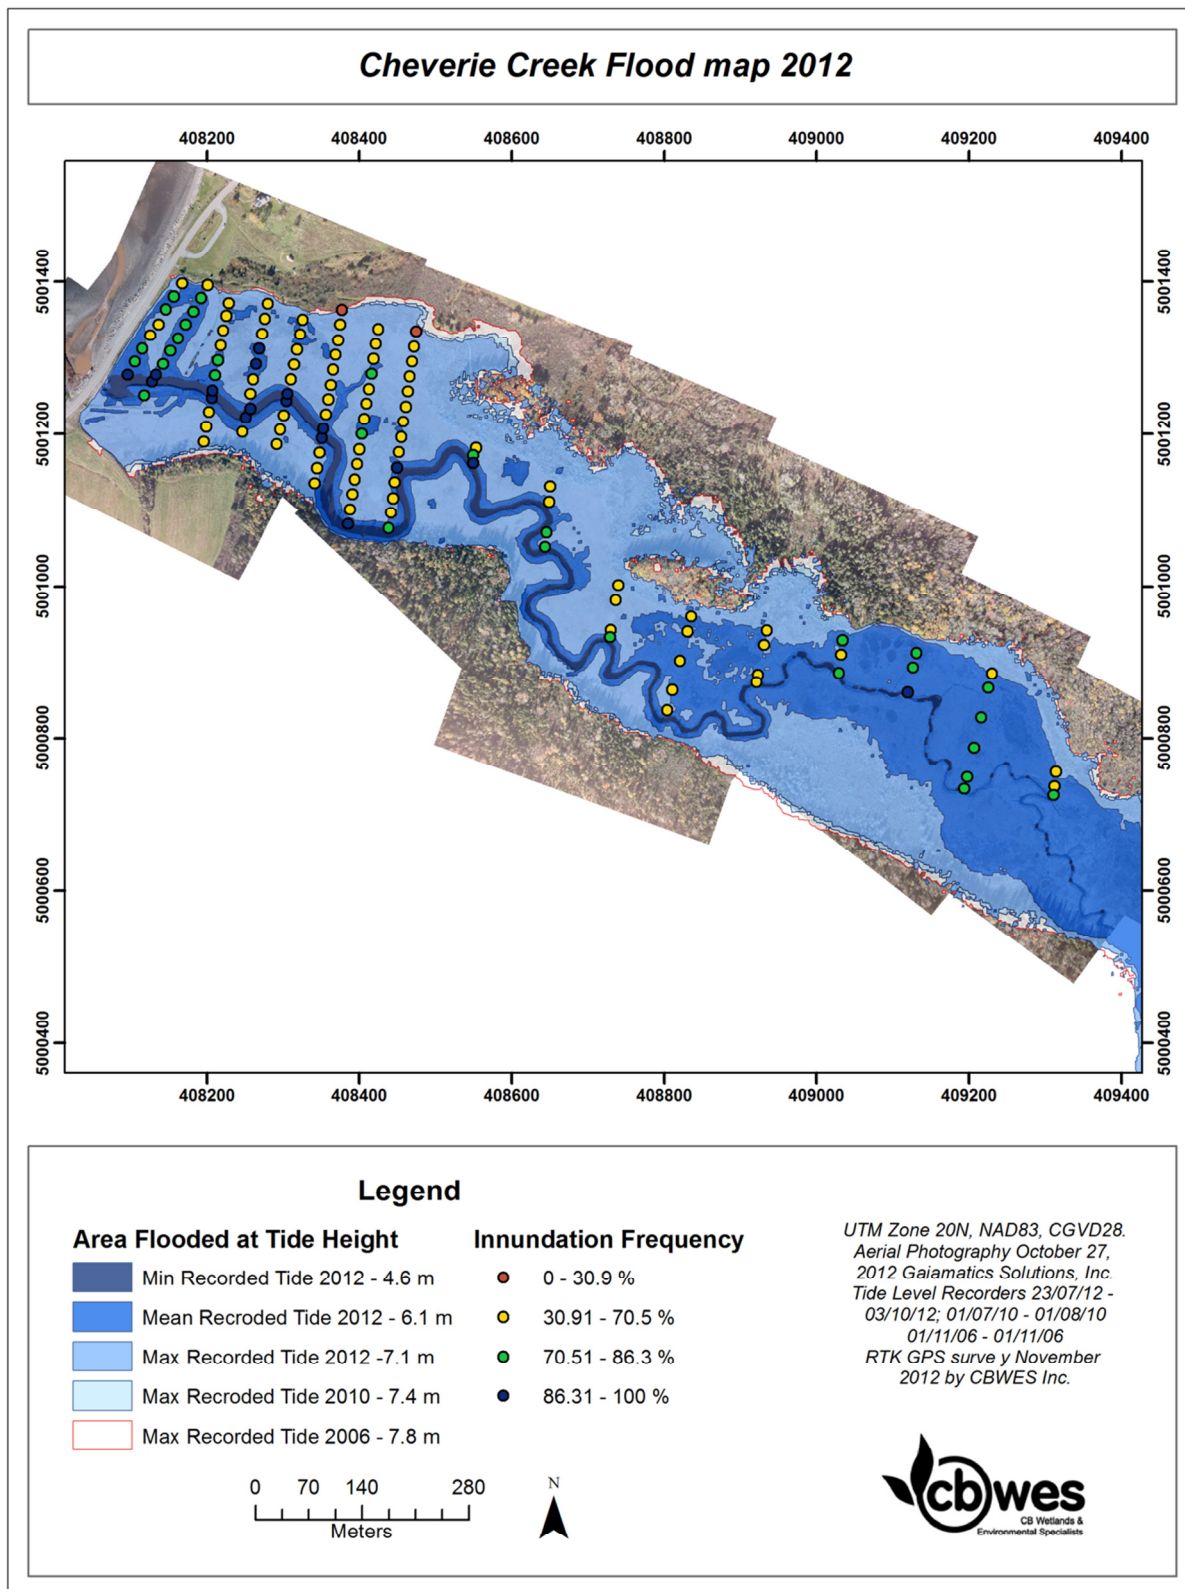 Cheverie Creek Flood map 2012
408200 408400 408600 408800 409000 409200 409400
5001400 5001400
5001200 5001200
5001000 5001000
5000800 5000800
5000600 5000600
5000400 5000400
408200 408400 408600 408800 409000 409200 409400
Legend
Area Flooded at Tide Height
Min Recorded Tide 2012 - 4.6 m
Mean Recroded Tide 2012 - 6.1 m
Max Recorded Tide 2012 -7.1 m
Max Recroded Tide 2010 - 7.4 m
Max Recorded Tide 2006 - 7.8 m
Innundation Frequency
0 - 30.9 %
30.91 - 70.5 %
70.51 - 86.3 %
86.31 - 100 %
UTM Zone 20N, NAD83, CGVD28.
Aerial Photography October 27,
2012 Gaiamatics Solutions, Inc.
Tide Level Recorders 23/07/12 -
03/10/12; 01/07/10 - 01/08/10
01/11/06 - 01/11/06
RTK GPS surve y November
2012 by CBWES Inc.
0 70 140 280
Meters
N
cbwes
CB Wetlands &
Environmental Specialists